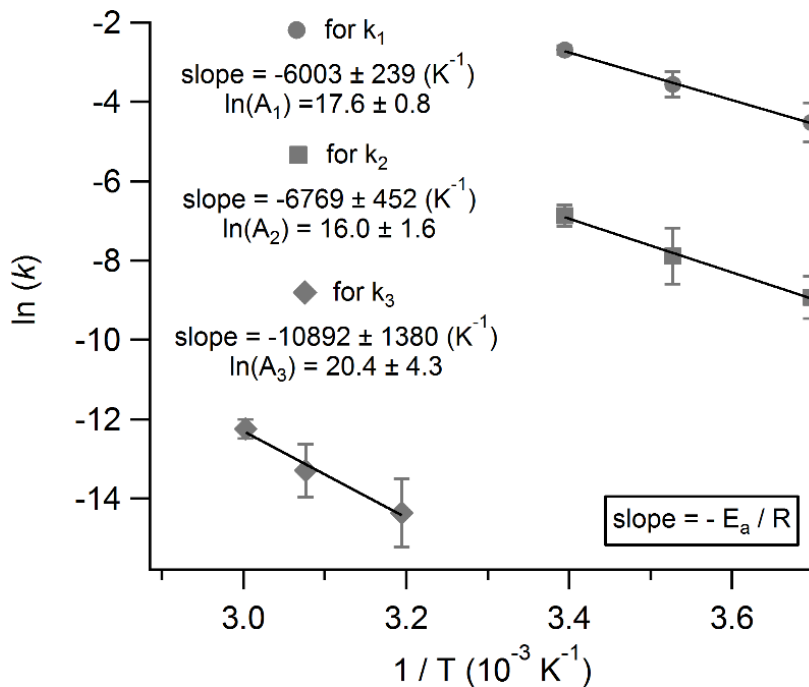 -2
-4
-6
-8
-10
-12
-14
ln (k)
for k₁
slope = -6003 ± 239 (K⁻¹)
ln(A₁) =17.6 ± 0.8
for k₂
slope = -6769 ± 452 (K⁻¹)
ln(A₂) = 16.0 ± 1.6
for k₃
slope = -10892 ± 1380 (K⁻¹)
ln(A₃) = 20.4 ± 4.3
slope = - Eₐ / R
3.0 3.2 3.4 3.6
1 / T (10⁻³ K⁻¹)